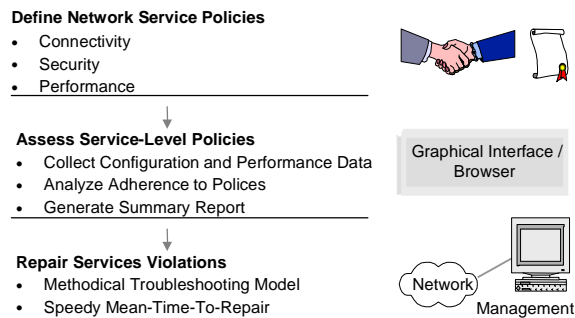 Define Network Service Policies
• Connectivity
• Security
• Performance
Assess Service-Level Policies
• Collect Configuration and Performance Data
• Analyze Adherence to Polices
• Generate Summary Report
Graphical Interface /
Browser
Repair Services Violations
• Methodical Troubleshooting Model
• Speedy Mean-Time-To-Repair
Network
Management